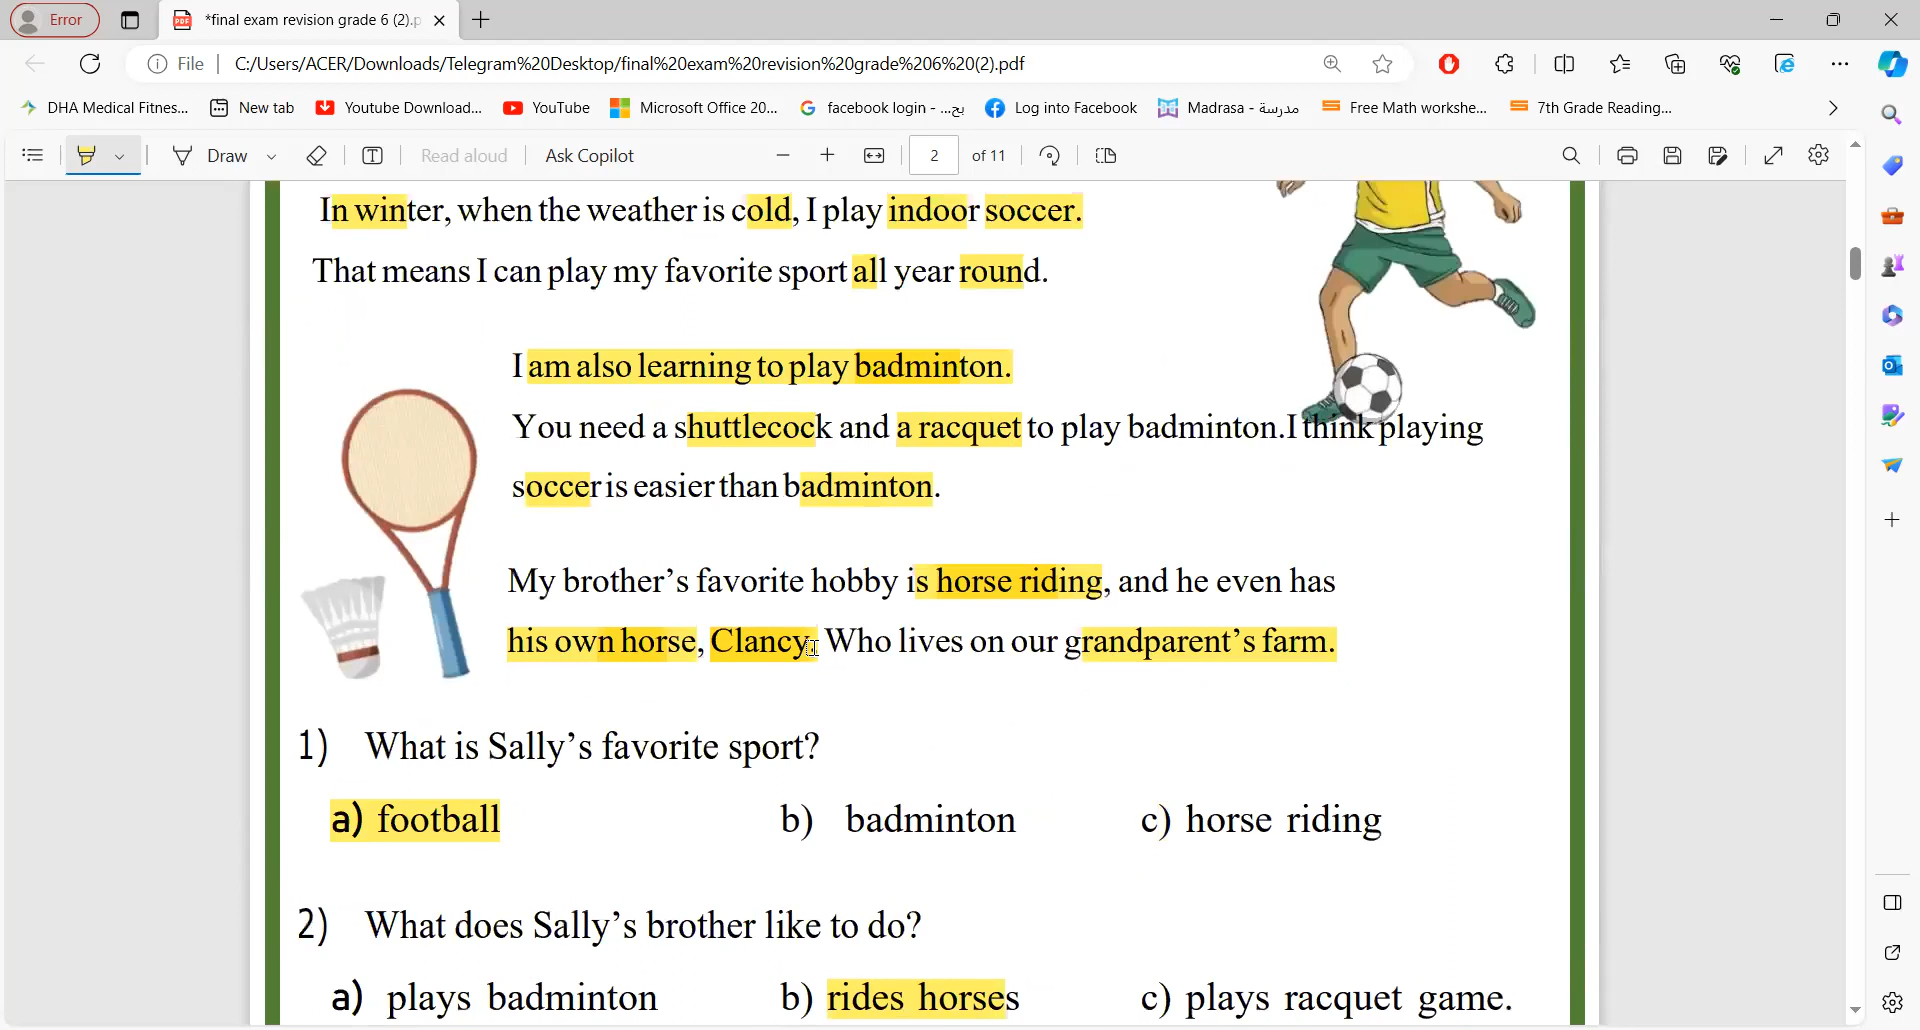 Error
*final exam revision grade 6 (2).p
File
C:/Users/ACER/Downloads/Telegram%20Desktop/final%20exam%20revision%20grade%206%20(2).pdf
DHA Medical Fitnes...
New tab
Youtube Download...
YouTube
Microsoft Office 20...
facebook login - ...بح
Log into Facebook
Madrasa - مدرسة
Free Math workshe...
7th Grade Reading...
Draw
Read aloud
Ask Copilot
2 of 11
In winter, when the weather is cold, I play indoor soccer.
That means I can play my favorite sport all year round.
I am also learning to play badminton.
You need a shuttlecock and a racquet to play badminton.I think playing
soccer is easier than badminton.
My brother’s favorite hobby is horse riding, and he even has
his own horse, Clancy. Who lives on our grandparent’s farm.
1) What is Sally’s favorite sport?
a) football b) badminton c) horse riding
2) What does Sally’s brother like to do?
a) plays badminton b) rides horses c) plays racquet game.